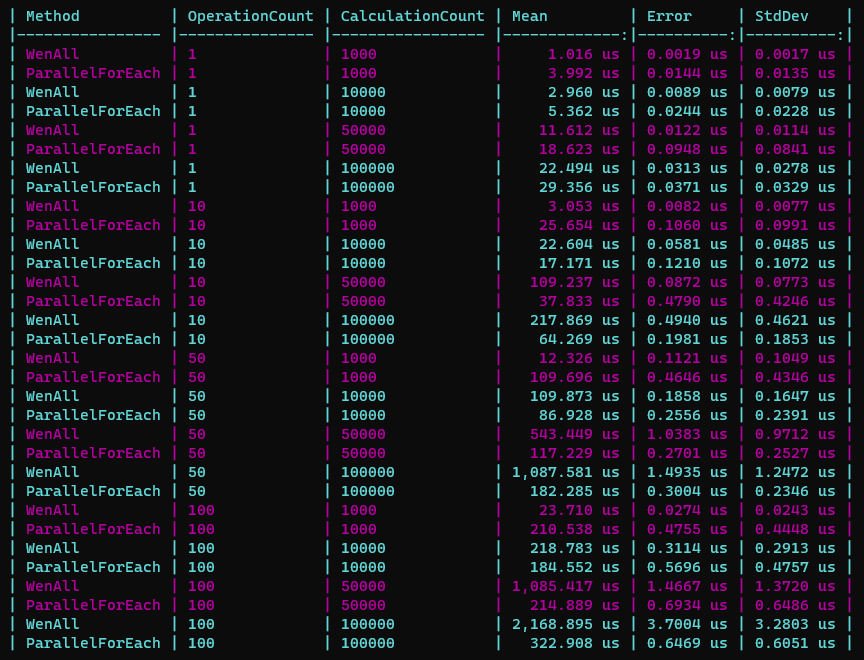 | Method | OperationCount | CalculationCount | Mean | Error | StdDev |
|---------------- |--------------- |----------------- |-------------:|----------:|----------:|
| WenAll | 1 | 1000 | 1.016 us | 0.0019 us | 0.0017 us |
| ParallelForEach | 1 | 1000 | 3.992 us | 0.0144 us | 0.0135 us |
| WenAll | 1 | 10000 | 2.960 us | 0.0089 us | 0.0079 us |
| ParallelForEach | 1 | 10000 | 5.362 us | 0.0244 us | 0.0228 us |
| WenAll | 1 | 50000 | 11.612 us | 0.0122 us | 0.0114 us |
| ParallelForEach | 1 | 50000 | 18.623 us | 0.0948 us | 0.0841 us |
| WenAll | 1 | 100000 | 22.494 us | 0.0313 us | 0.0278 us |
| ParallelForEach | 1 | 100000 | 29.356 us | 0.0371 us | 0.0329 us |
| WenAll | 10 | 1000 | 3.053 us | 0.0082 us | 0.0077 us |
| ParallelForEach | 10 | 1000 | 25.654 us | 0.1060 us | 0.0991 us |
| WenAll | 10 | 10000 | 22.604 us | 0.0581 us | 0.0485 us |
| ParallelForEach | 10 | 10000 | 17.171 us | 0.1210 us | 0.1072 us |
| WenAll | 10 | 50000 | 109.237 us | 0.0872 us | 0.0773 us |
| ParallelForEach | 10 | 50000 | 37.833 us | 0.4790 us | 0.4246 us |
| WenAll | 10 | 100000 | 217.869 us | 0.4940 us | 0.4621 us |
| ParallelForEach | 10 | 100000 | 64.269 us | 0.1981 us | 0.1853 us |
| WenAll | 50 | 1000 | 12.326 us | 0.1121 us | 0.1049 us |
| ParallelForEach | 50 | 1000 | 109.696 us | 0.4646 us | 0.4346 us |
| WenAll | 50 | 10000 | 109.873 us | 0.1858 us | 0.1647 us |
| ParallelForEach | 50 | 10000 | 86.928 us | 0.2556 us | 0.2391 us |
| WenAll | 50 | 50000 | 543.449 us | 1.0383 us | 0.9712 us |
| ParallelForEach | 50 | 50000 | 117.229 us | 0.2701 us | 0.2527 us |
| WenAll | 50 | 100000 | 1,087.581 us | 1.4935 us | 1.2472 us |
| ParallelForEach | 50 | 100000 | 182.285 us | 0.3004 us | 0.2346 us |
| WenAll | 100 | 1000 | 23.710 us | 0.0274 us | 0.0243 us |
| ParallelForEach | 100 | 1000 | 210.538 us | 0.4755 us | 0.4448 us |
| WenAll | 100 | 10000 | 218.783 us | 0.3114 us | 0.2913 us |
| ParallelForEach | 100 | 10000 | 184.552 us | 0.5696 us | 0.4757 us |
| WenAll | 100 | 50000 | 1,085.417 us | 1.4667 us | 1.3720 us |
| ParallelForEach | 100 | 50000 | 214.889 us | 0.6934 us | 0.6486 us |
| WenAll | 100 | 100000 | 2,168.895 us | 3.7004 us | 3.2803 us |
| ParallelForEach | 100 | 100000 | 322.908 us | 0.6469 us | 0.6051 us |